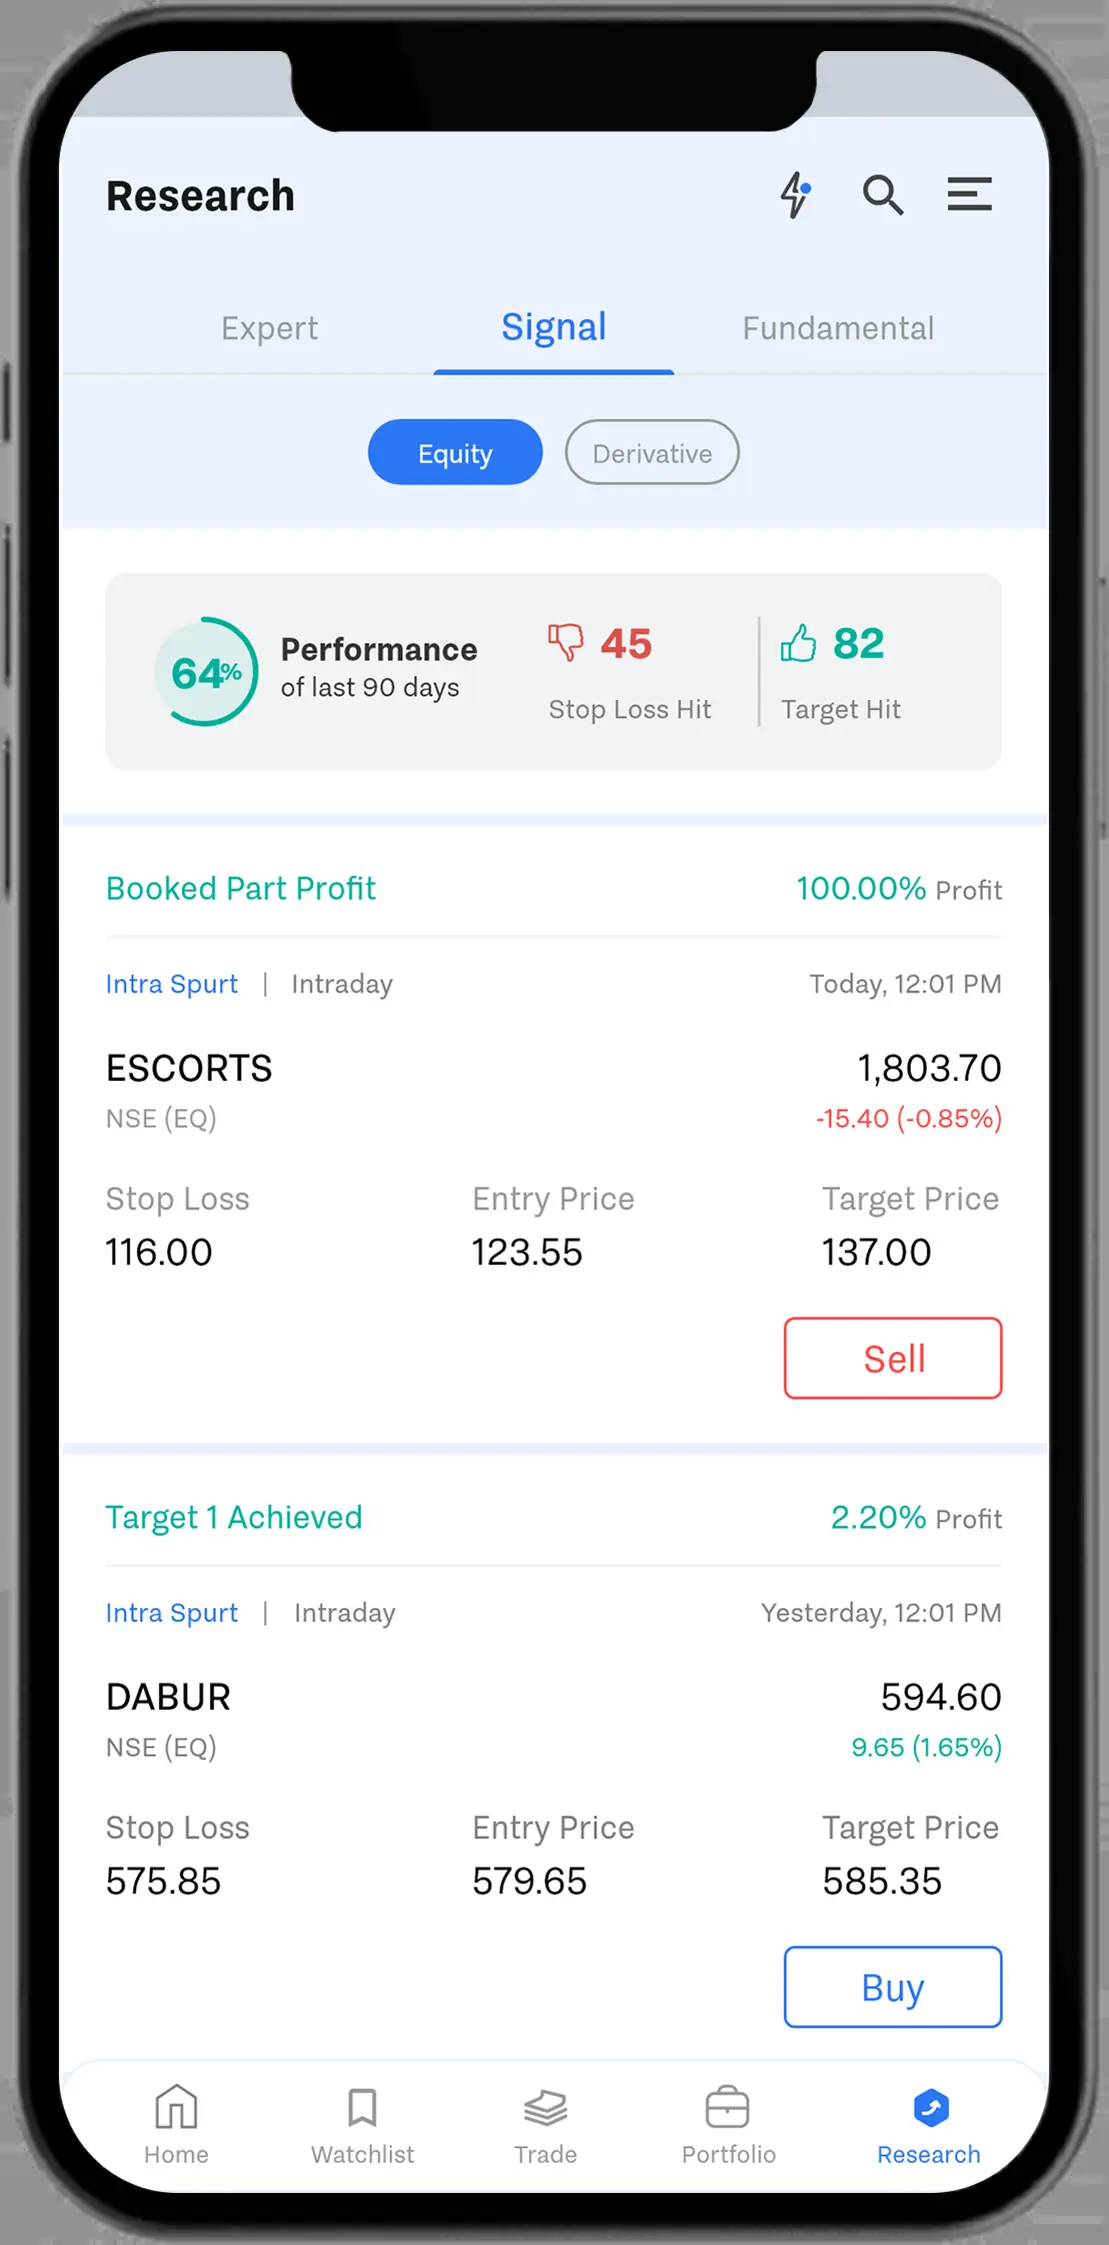 Research
Expert Signal Fundamental
Equity Derivative
64% Performance of last 90 days
45 Stop Loss Hit
82 Target Hit
Booked Part Profit 100.00% Profit
Intra Spurt | Intraday Today, 12:01 PM
ESCORTS 1,803.70
NSE (EQ) -15.40 (-0.85%)
Stop Loss Entry Price Target Price
116.00 123.55 137.00
Sell
Target 1 Achieved 2.20% Profit
Intra Spurt | Intraday Yesterday, 12:01 PM
DABUR 594.60
NSE (EQ) 9.65 (1.65%)
Stop Loss Entry Price Target Price
575.85 579.65 585.35
Buy
Home Watchlist Trade Portfolio Research